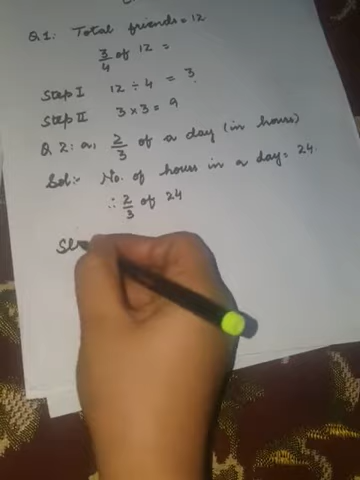 Q1: Total friends = 12
3/4 of 12 =
Step I 12 ÷ 4 = 3
Step II 3 × 3 = 9
Q 2: a, 2/3 of a day (in hours)
Sol:- No. of hours in a day = 24.
∴ 2/3 of 24